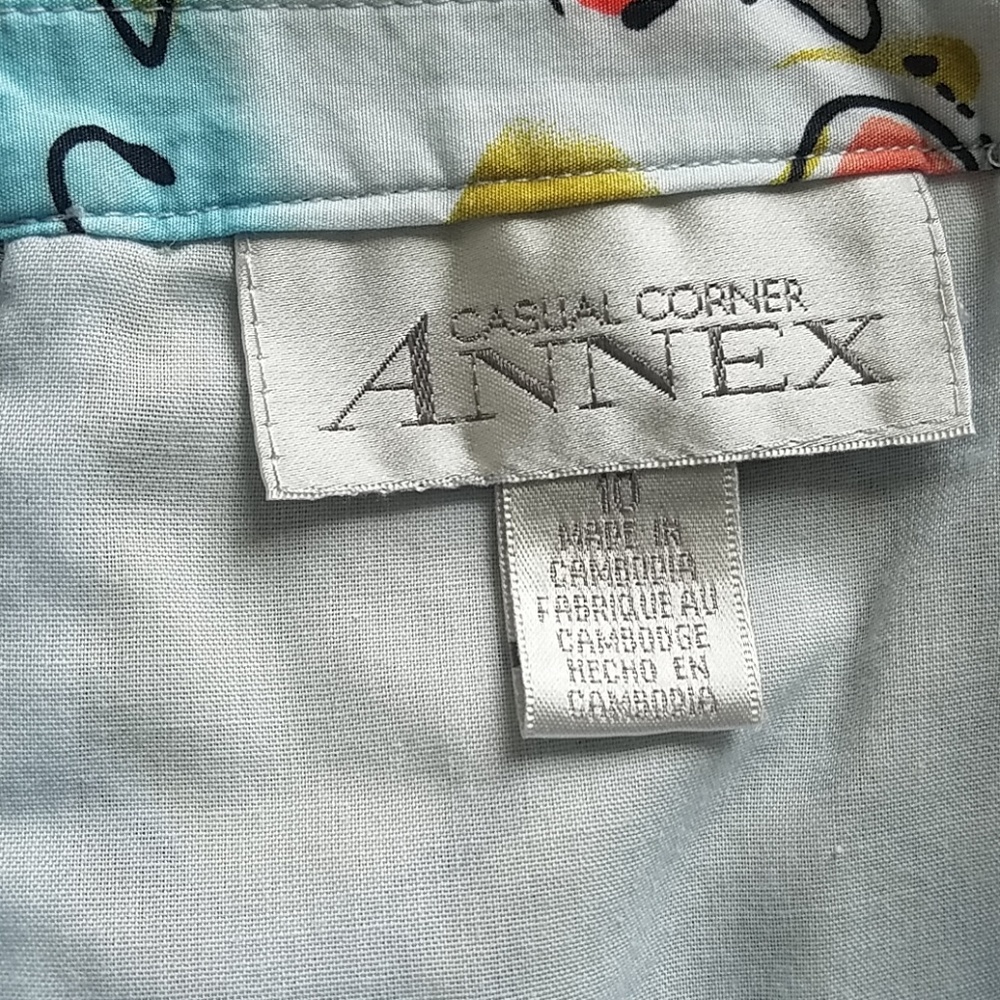 CASUAL CORNER
ANNEX
10
MADE IN
CAMBODIA
FABRIQUE AU
CAMBODGE
HECHO EN
CAMBODIA